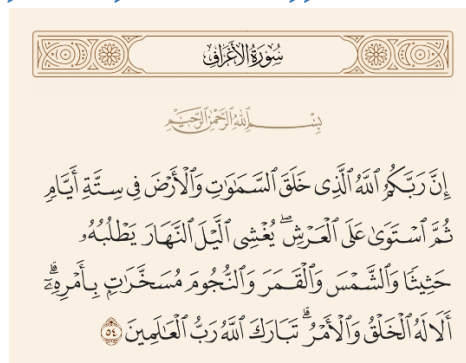 سُورَةُ الأَعْرَافِ
بِسْمِ ٱللَّهِ ٱلرَّحْمَٰنِ ٱلرَّحِيمِ
إِنَّ رَبَّكُمُ ٱللَّهُ ٱلَّذِى خَلَقَ ٱلسَّمَٰوَٰتِ وَٱلْأَرْضَ فِى سِتَّةِ أَيَّامٍ
ثُمَّ ٱسْتَوَىٰ عَلَى ٱلْعَرْشِۖ يُغْشِى ٱلَّيْلَ ٱلنَّهَارَ يَطْلُبُهُۥ
حَثِيثًا وَٱلشَّمْسَ وَٱلْقَمَرَ وَٱلنُّجُومَ مُسَخَّرَٰتٍۭ بِأَمْرِهِۦٓۗ
أَلَا لَهُ ٱلْخَلْقُ وَٱلْأَمْرُۗ تَبَارَكَ ٱللَّهُ رَبُّ ٱلْعَٰلَمِينَ ٥٤